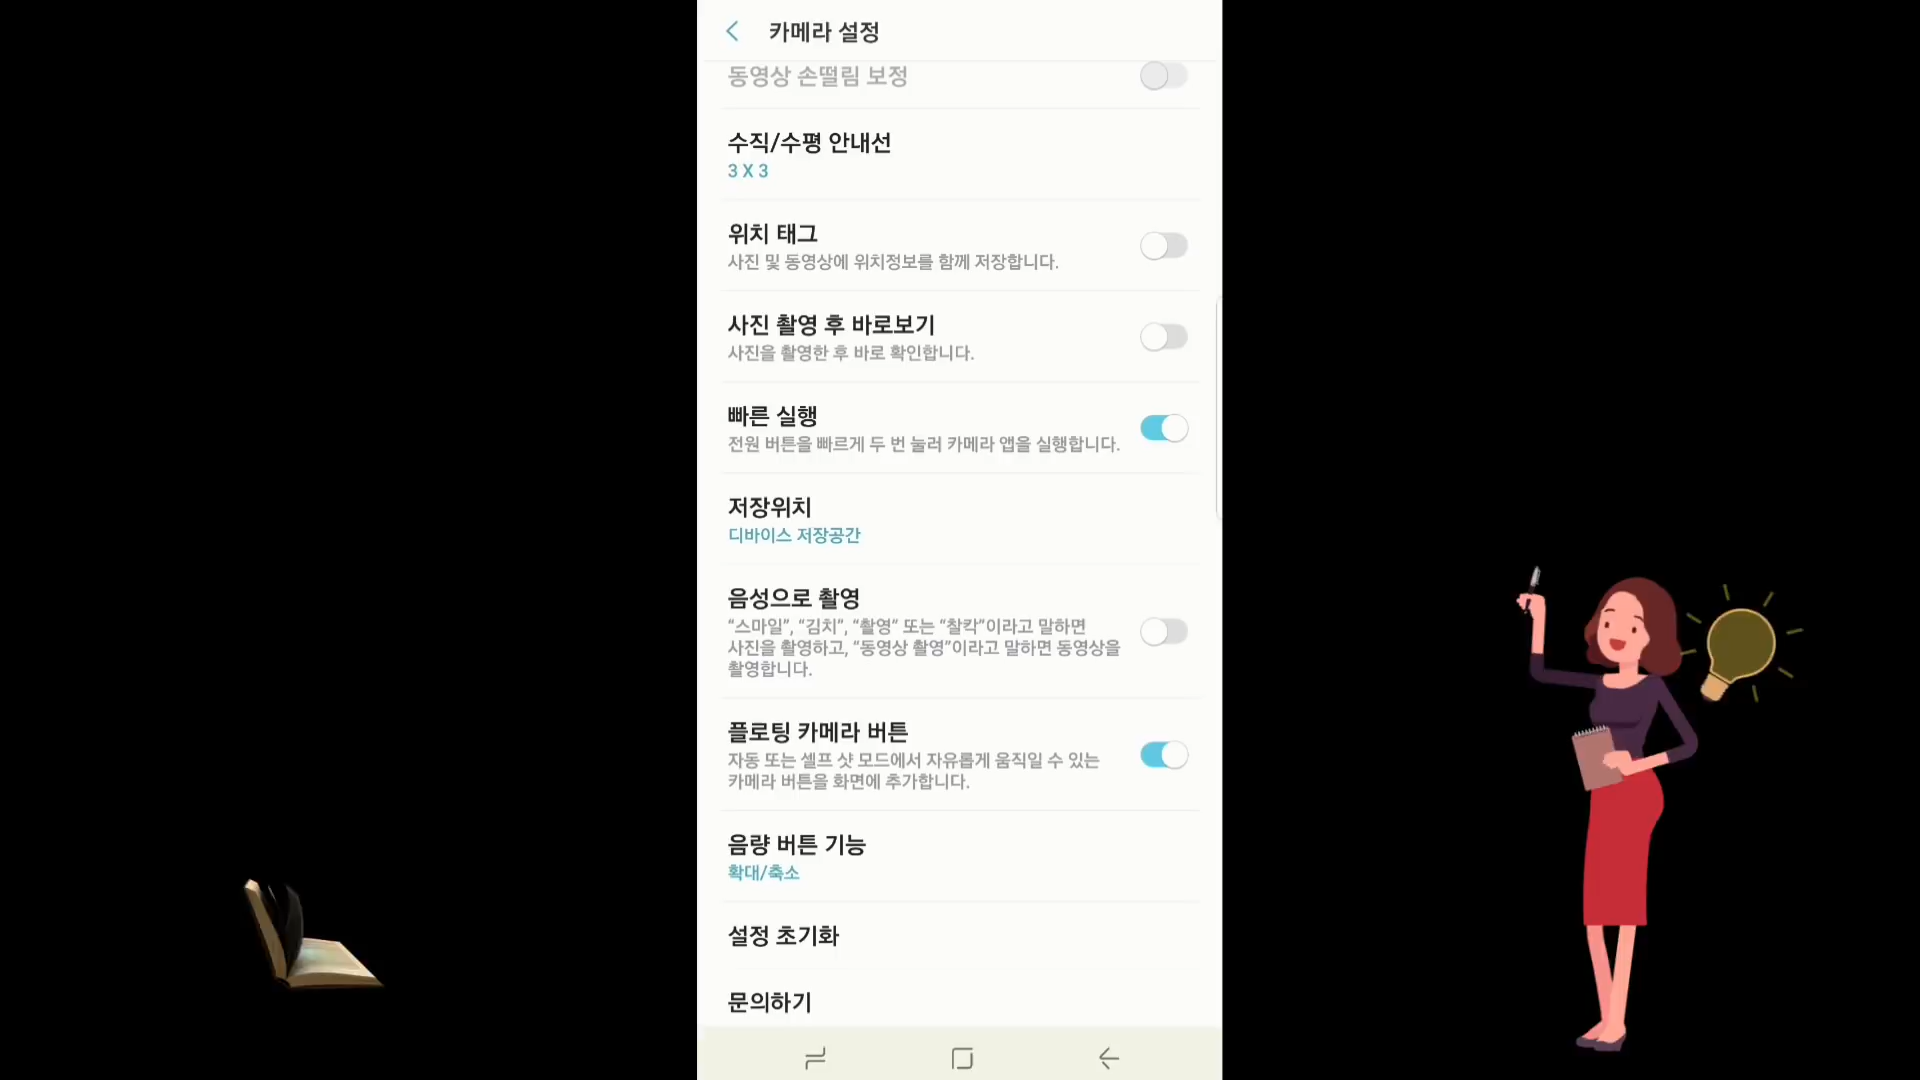 카메라 설정
동영상 손떨림 보정
수직/수평 안내선
3 X 3
위치 태그
사진 및 동영상에 위치정보를 함께 저장합니다.
사진 촬영 후 바로보기
사진을 촬영한 후 바로 확인합니다.
빠른 실행
전원 버튼을 빠르게 두 번 눌러 카메라 앱을 실행합니다.
저장위치
디바이스 저장공간
음성으로 촬영
“스마일”, “김치”, “촬영” 또는 “찰칵”이라고 말하면
사진을 촬영하고, “동영상 촬영”이라고 말하면 동영상을
촬영합니다.
플로팅 카메라 버튼
자동 또는 셀프 샷 모드에서 자유롭게 움직일 수 있는
카메라 버튼을 화면에 추가합니다.
음량 버튼 기능
확대/축소
설정 초기화
문의하기